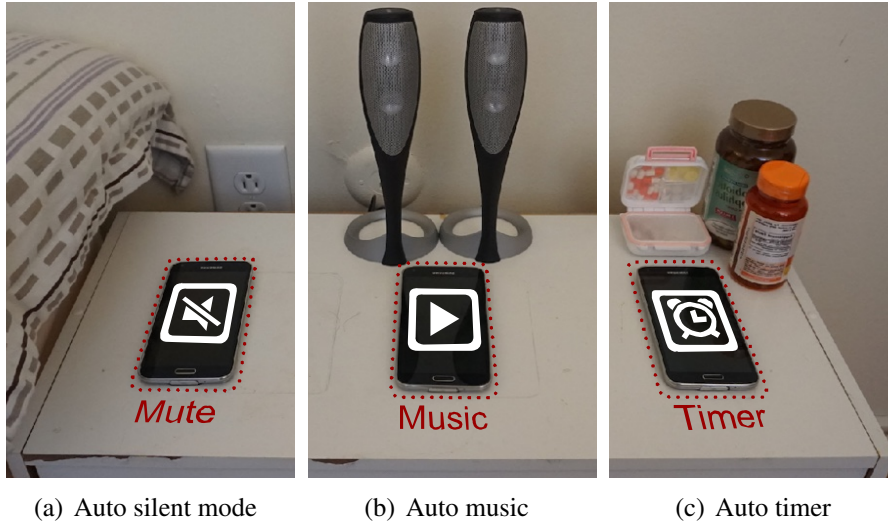 Mute
Music
Timer
(a) Auto silent mode
(b) Auto music
(c) Auto timer